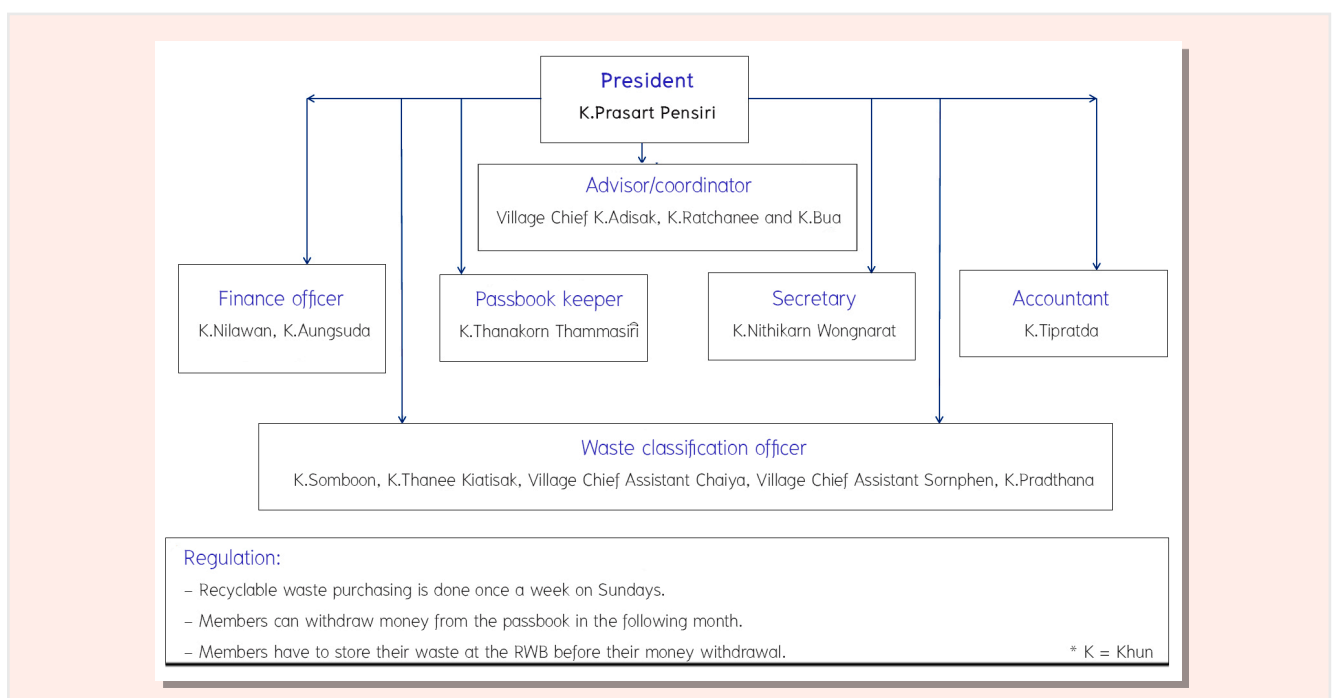 President
K.Prasart Pensiri
Advisor/coordinator
Village Chief K.Adisak, K.Ratchanee and K.Bua
Finance officer
K.Nilawan, K.Aungsuda
Passbook keeper
K.Thanakorn Thammasiri
Secretary
K.Nithikarn Wongnarat
Accountant
K.Tipratda
Waste classification officer
K.Somboon, K.Thanee Kiatisak, Village Chief Assistant Chaiya, Village Chief Assistant Sornphen, K.Pradthana
Regulation:
– Recyclable waste purchasing is done once a week on Sundays.
– Members can withdraw money from the passbook in the following month.
– Members have to store their waste at the RWB before their money withdrawal.
* K = Khun